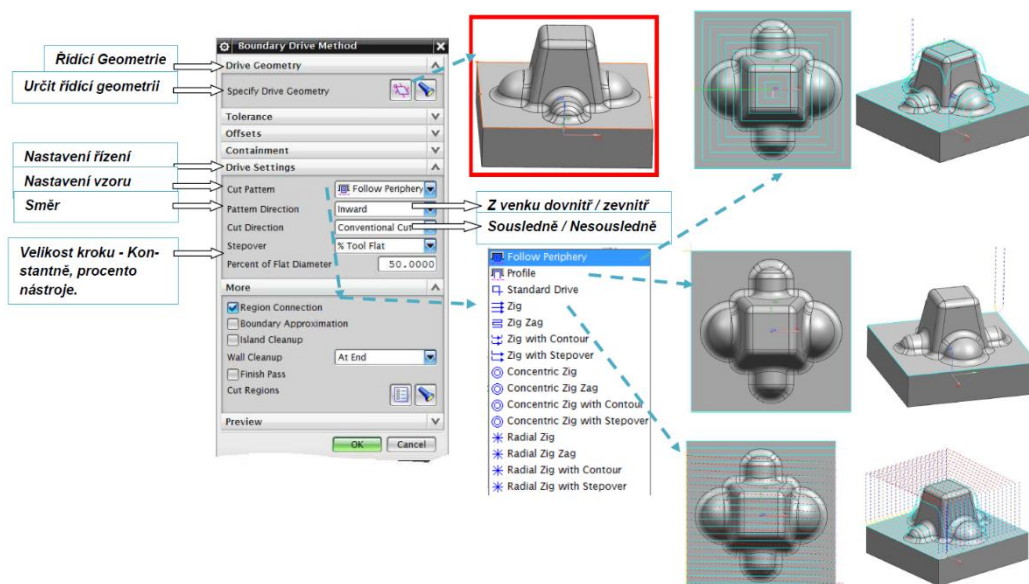 Řídící Geometrie
Určit řídící geometrii
Nastavení řízení
Nastavení vzoru
Směr
Velikost kroku - Kon-
stantně, procento
nástroje.
Boundary Drive Method
Drive Geometry
Specify Drive Geometry
Tolerance
Offsets
Containment
Drive Settings
Cut Pattern Follow Periphery
Pattern Direction Inward
Cut Direction Conventional Cut
Stepover % Tool Flat
Percent of Flat Diameter 50.0000
More
Region Connection
Boundary Approximation
Island Cleanup
Wall Cleanup At End
Finish Pass
Cut Regions
Preview
OK Cancel
Z venku dovnitř / zevnitř
Sousledně / Nesousledně
Follow Periphery
Profile
Standard Drive
Zig
Zig Zag
Zig with Contour
Zig with Stepover
Concentric Zig
Concentric Zig Zag
Concentric Zig with Contour
Concentric Zig with Stepover
Radial Zig
Radial Zig Zag
Radial Zig with Contour
Radial Zig with Stepover